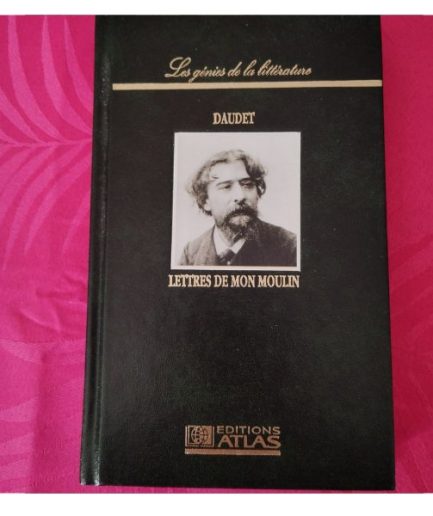 Les génies de la littérature
DAUDET
LETTRES DE MON MOULIN
EDITIONS
ATLAS